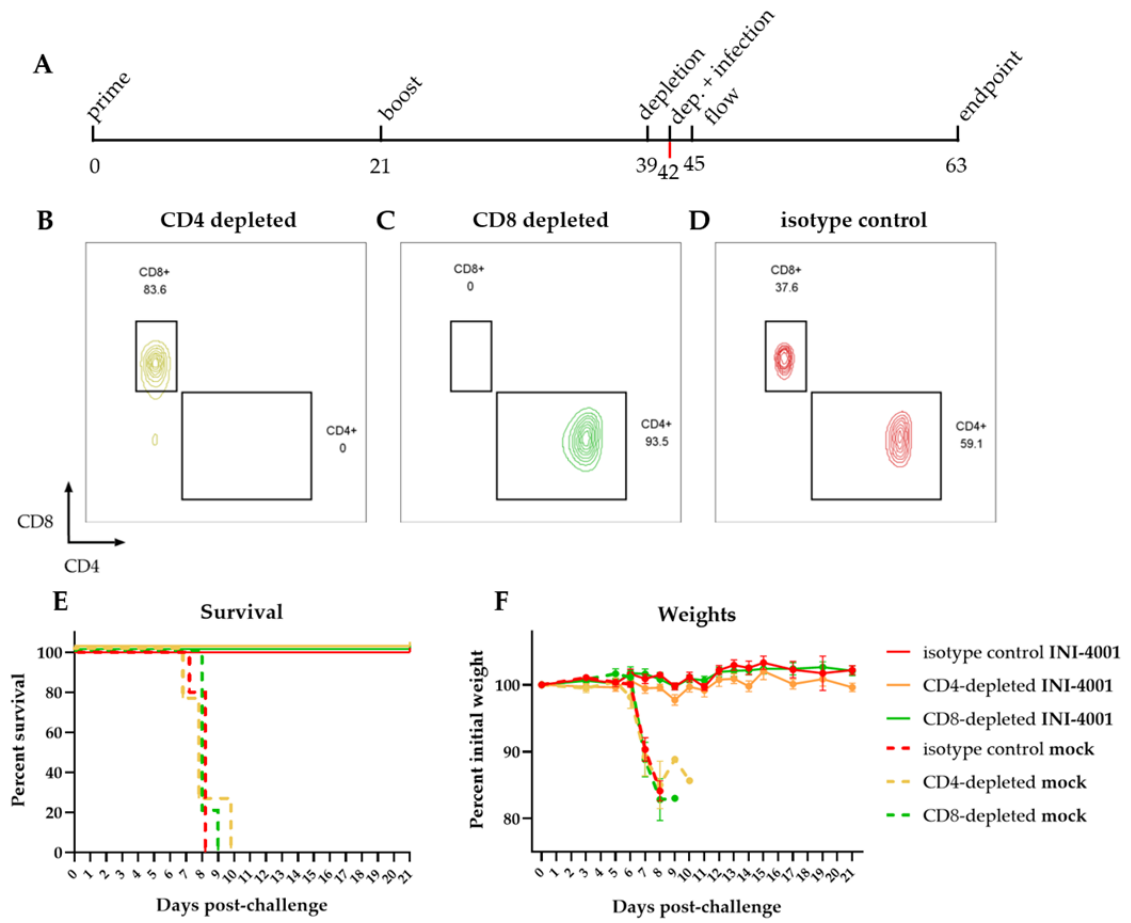 A
prime
boost
depletion
dep. + infection
flow
endpoint
0
21
39
42
45
63
B
CD4 depleted
C
CD8 depleted
D
isotype control
CD8+
83.6
CD4+
0
CD8+
0
CD4+
93.5
CD8+
37.6
CD4+
59.1
CD8
CD4
E
Survival
Percent survival
100
80
60
40
20
0
0 1 2 3 4 5 6 7 8 9 10 11 12 13 14 15 16 17 18 19 20 21
Days post-challenge
F
Weights
Percent initial weight
100
90
80
0 1 2 3 4 5 6 7 8 9 10 11 12 13 14 15 16 17 18 19 20 21
Days post-challenge
isotype control INI-4001
CD4-depleted INI-4001
CD8-depleted INI-4001
isotype control mock
CD4-depleted mock
CD8-depleted mock